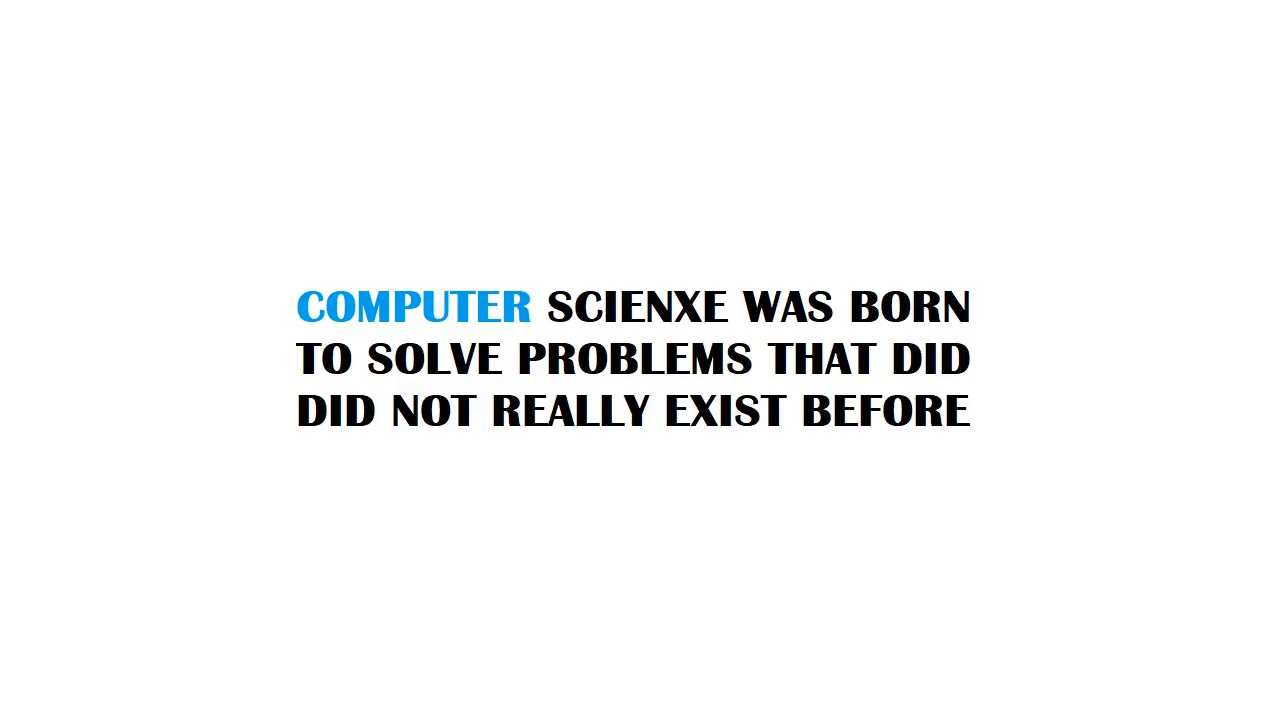 COMPUTER SCIENXE WAS BORN
TO SOLVE PROBLEMS THAT DID
DID NOT REALLY EXIST BEFORE